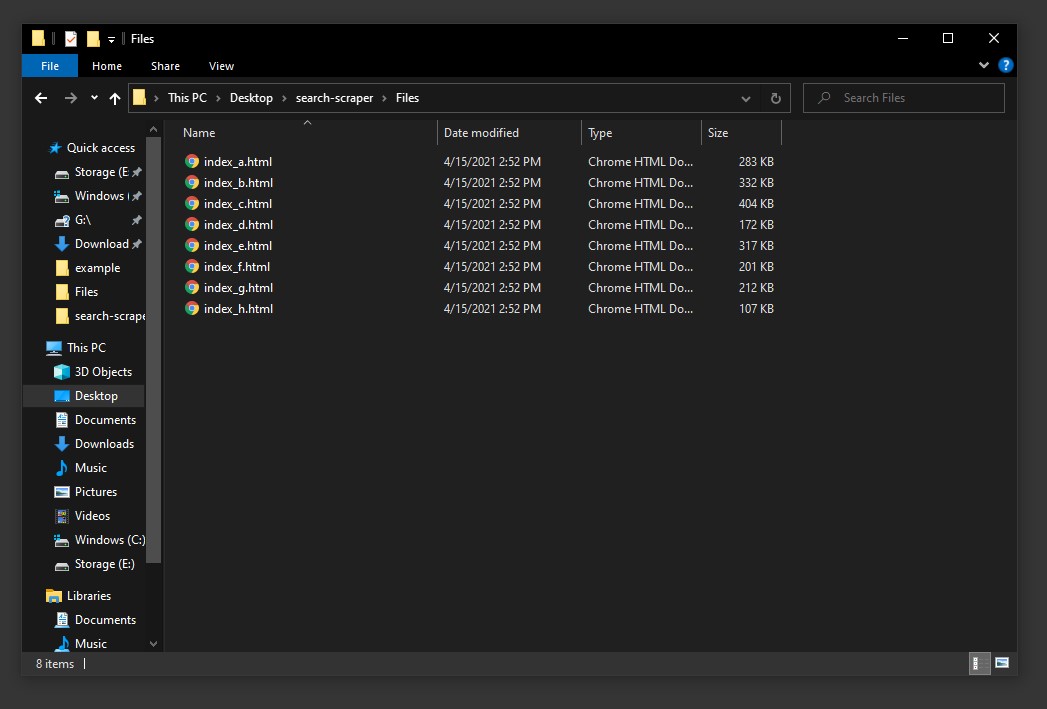 Files
File Home Share View
This PC > Desktop > search-scraper > Files
Search Files
Name Date modified Type Size
index_a.html 4/15/2021 2:52 PM Chrome HTML Do... 283 KB
index_b.html 4/15/2021 2:52 PM Chrome HTML Do... 332 KB
index_c.html 4/15/2021 2:52 PM Chrome HTML Do... 404 KB
index_d.html 4/15/2021 2:52 PM Chrome HTML Do... 172 KB
index_e.html 4/15/2021 2:52 PM Chrome HTML Do... 317 KB
index_f.html 4/15/2021 2:52 PM Chrome HTML Do... 201 KB
index_g.html 4/15/2021 2:52 PM Chrome HTML Do... 212 KB
index_h.html 4/15/2021 2:52 PM Chrome HTML Do... 107 KB
Quick access
Storage (E
Windows (
G:\
Download
example
Files
search-scrape
This PC
3D Objects
Desktop
Documents
Downloads
Music
Pictures
Videos
Windows (C:)
Storage (E:)
Libraries
Documents
Music
8 items